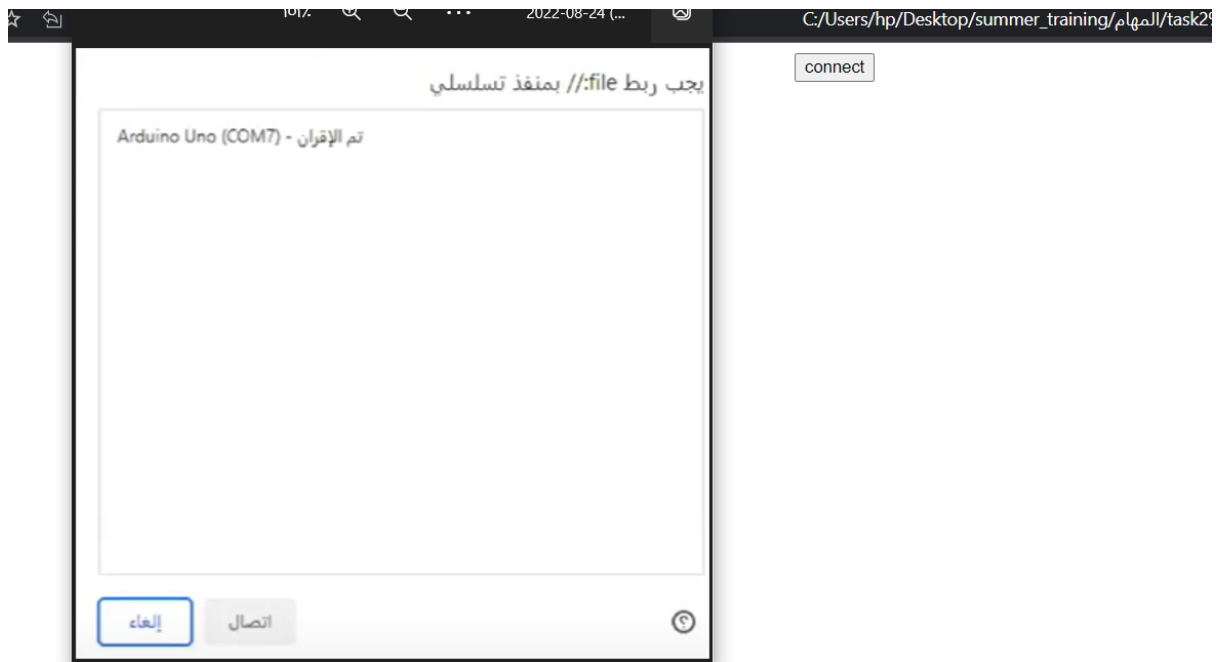 101% ... 2022-08-24 (...
C:/Users/hp/Desktop/summer_training/المهام/task29
connect
يجب ربط file:// بمنفذ تسلسلي
Arduino Uno (COM7) - تم الإقران
اتصال
إلغاء